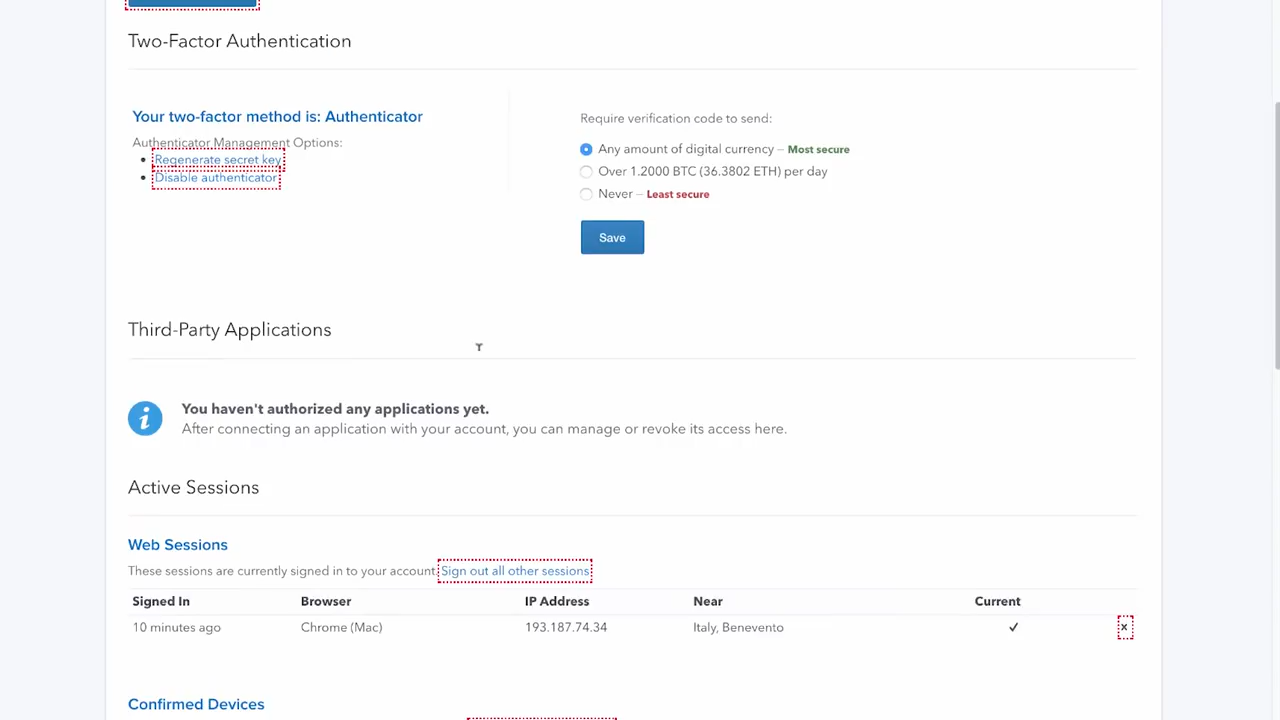 Two-Factor Authentication
Your two-factor method is: Authenticator
Authenticator Management Options:
Regenerate secret key
Disable authenticator
Require verification code to send:
Any amount of digital currency – Most secure
Over 1.2000 BTC (36.3802 ETH) per day
Never – Least secure
Save
Third-Party Applications
You haven't authorized any applications yet.
After connecting an application with your account, you can manage or revoke its access here.
Active Sessions
Web Sessions
These sessions are currently signed in to your account. Sign out all other sessions
Signed In Browser IP Address Near Current
10 minutes ago Chrome (Mac) 193.187.74.34 Italy, Benevento ✓ x
Confirmed Devices